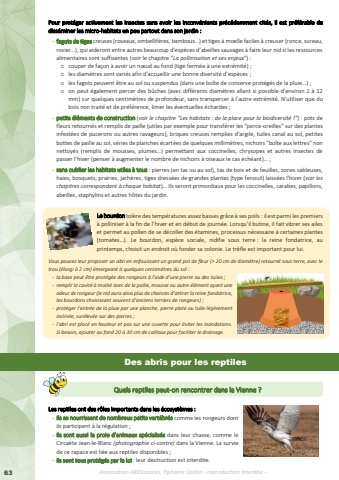 Pour protéger activement les insectes sans avoir les inconvénients précédemment cités, il est préférable de
disséminer les micro-habitats un peu partout dans son jardin :
- fagots de tiges creuses (roseaux, ombellifères, bambous...) et tiges à moelle faciles à creuser (ronce, sureau,
rosier...), qui aideront entre autres beaucoup d'espèces d'abeilles sauvages à faire leur nid si les ressources
alimentaires sont suffisantes (voir le chapitre "La pollinisation et ses enjeux") :
o couper de façon à avoir un nœud au fond (tige fermée à une extrémité) ;
o les diamètres sont variés afin d'accueillir une bonne diversité d'espèces ;
o les fagots peuvent être au sol ou suspendus (dans une boîte de conserve protégés de la pluie...) ;
o on peut également percer des bûches (avec différents diamètres allant si possible d'environ 2 à 12
mm) sur quelques centimètres de profondeur, sans transpercer à l'autre extrémité. N'utiliser que du
bois non traité et de préférence, limer les éventuelles échardes ;
- petits éléments de construction (voir le chapitre "Les habitats : de la place pour la biodiversité !") : pots de
fleurs retournés et remplis de paille (utiles par exemple pour transférer les "perce-oreilles" sur des plantes
infestées de pucerons ou autres ravageurs), briques creuses remplies d'argile, tuiles canal au sol, petites
bottes de paille au sol, séries de planches écartées de quelques millimètres, nichoirs "boîte aux lettres" non
nettoyés (remplis de mousses, plumes...) permettant aux coccinelles, chrysopes et autres insectes de
passer l'hiver (penser à augmenter le nombre de nichoirs à oiseaux le cas échéant)... ;
- sans oublier les habitats utiles à tous : pierres (en tas ou au sol), tas de bois et de feuilles, zones sableuses,
haies, bosquets, prairies, jachères, tiges dressées de grandes plantes (type fenouil) laissées l'hiver (voir les
chapitres correspondant à chaque habitat)... Ils seront primordiaux pour les coccinelles, carabes, papillons,
abeilles, staphylins et autres hôtes du jardin.
Le bourdon tolère des températures assez basses grâce à ses poils : il est parmi les premiers
à polliniser à la fin de l'hiver et en début de journée. Lorsqu'il butine, il fait vibrer ses ailes
et permet au pollen de se décoller des étamines, processus nécessaire à certaines plantes
(tomates...). Le bourdon, espèce sociale, nidifie sous terre : la reine fondatrice, au
printemps, choisit un endroit où fonder sa colonie. Le trèfle est important pour lui.
Vous pouvez leur proposer un abri en enfouissant un grand pot de fleur (> 20 cm de diamètre) retourné sous terre, avec le
trou (élargi à 2 cm) émergeant à quelques centimètres du sol :
- la base peut être protégée des rongeurs à l'aide d'une pierre ou des tuiles ;
- remplir la cavité à moitié avec de la paille, mousse ou autre élément ayant une
odeur de rongeur (le nid aura ainsi plus de chances d'attirer la reine fondatrice,
les bourdons choisissant souvent d'anciens terriers de rongeurs) ;
- protéger l'entrée de la pluie par une planche, pierre plate ou tuile légèrement
inclinée, surélevée sur des pierres ;
- l'abri est placé en hauteur et pas sur une cuvette pour éviter les inondations.
Si besoin, ajouter au fond 20 à 30 cm de cailloux pour faciliter le drainage.
Des abris pour les reptiles
Quels reptiles peut-on rencontrer dans la Vienne ?
Les reptiles ont des rôles importants dans les écosystèmes :
- ils se nourrissent de nombreux petits vertébrés comme les rongeurs dont
ils participent à la régulation ;
- ils sont aussi la proie d'animaux spécialisés dans leur chasse, comme le
Circaète Jean-le-Blanc (photographie ci-contre) dans la Vienne. La survie
de ce rapace est liée aux reptiles disponibles ;
- ils sont tous protégés par la loi : leur destruction est interdite.
63